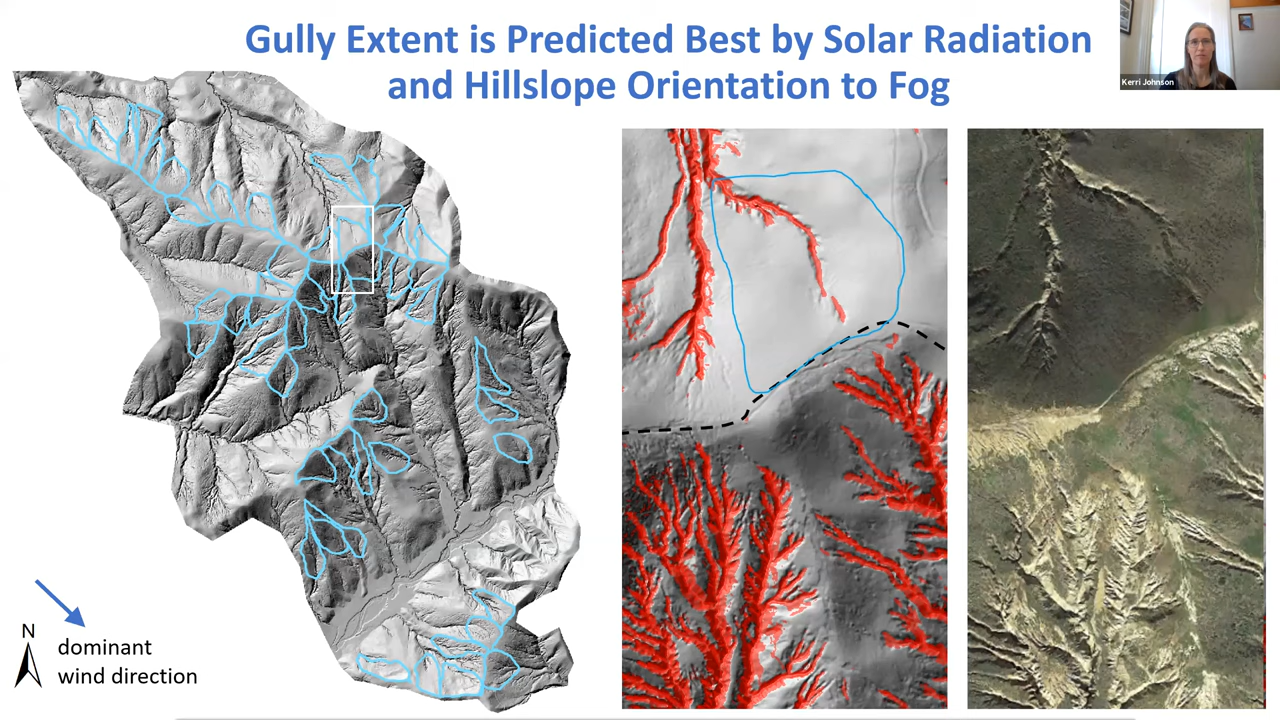 Gully Extent is Predicted Best by Solar Radiation
and Hillslope Orientation to Fog
Kerri Johnson
N
dominant
wind direction